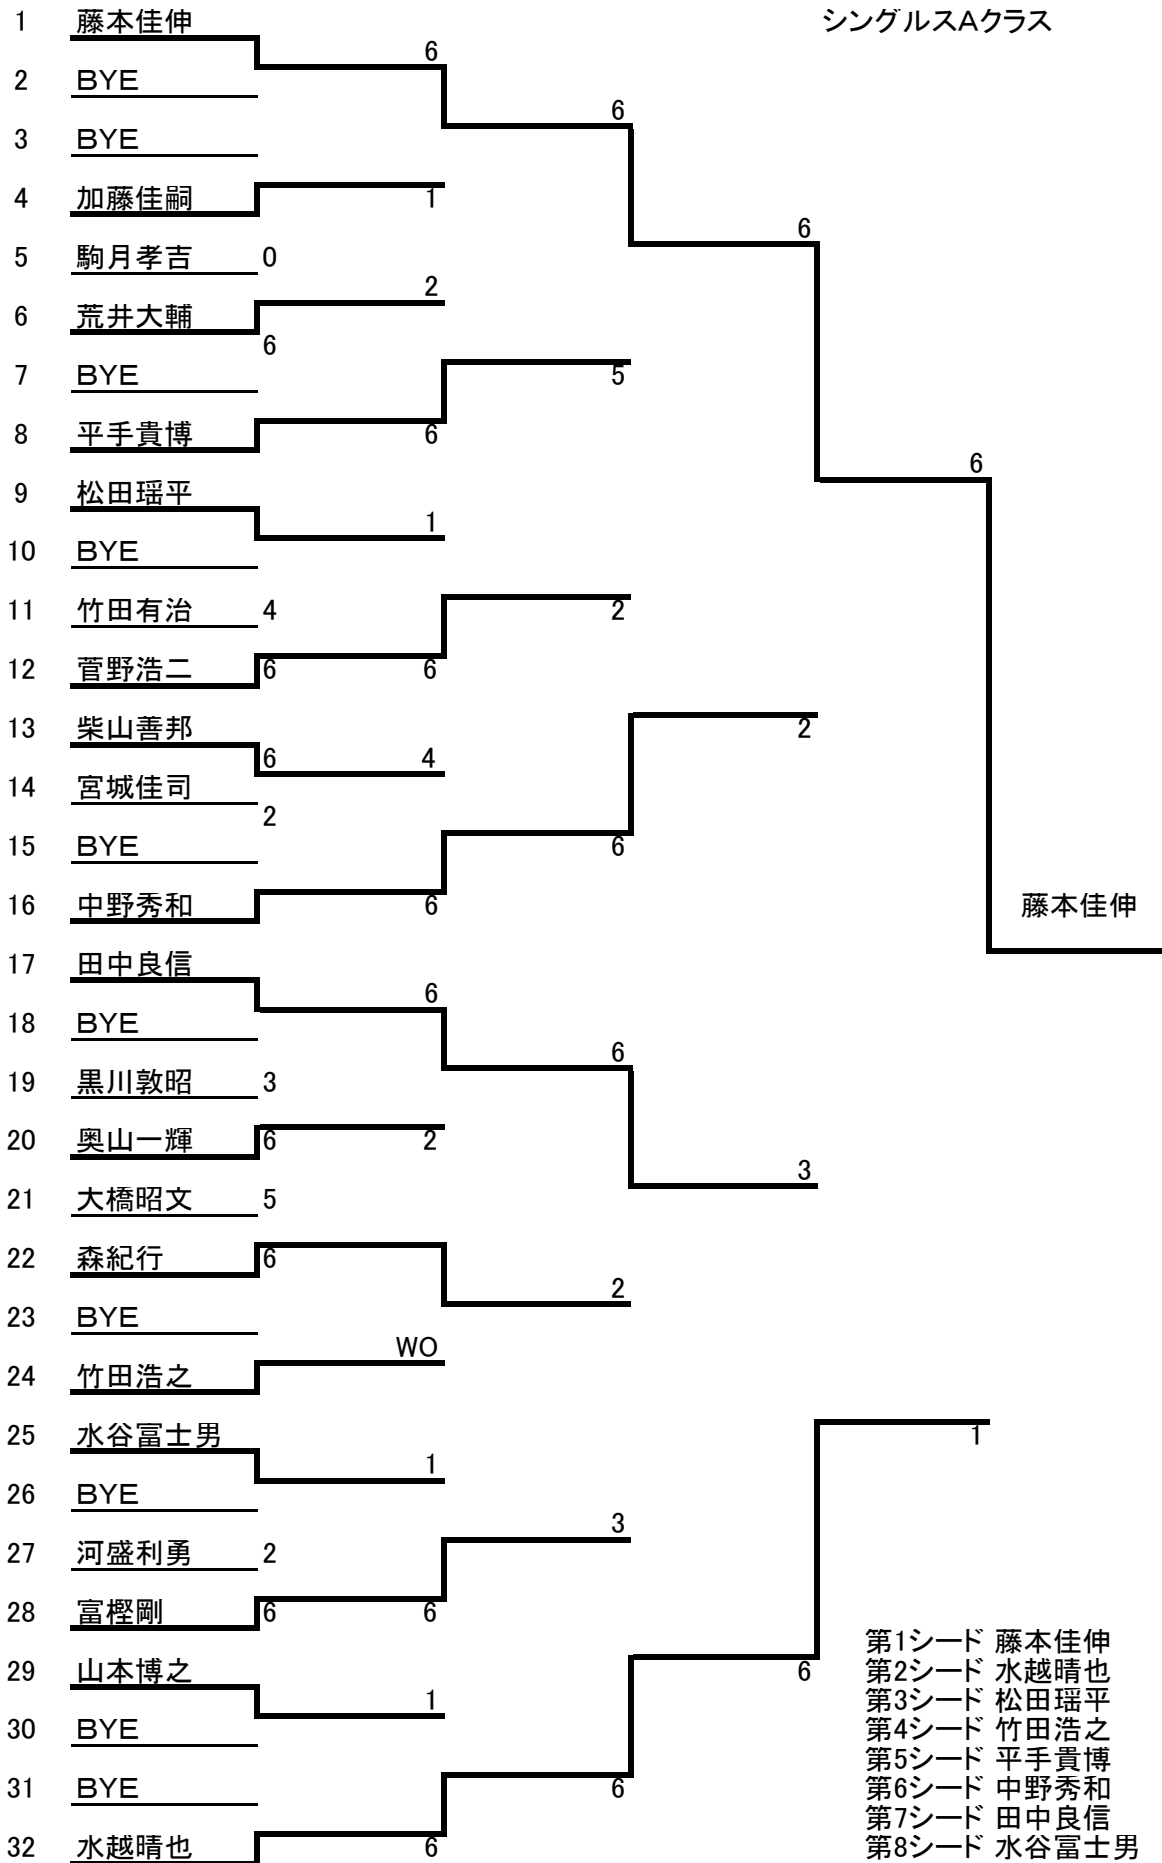 シングルスAクラス
1 藤本佳伸
6
2 BYE
6
3 BYE
4 加藤佳嗣
1
6
5 駒月孝吉 0
2
6 荒井大輔
6
7 BYE
5
8 平手貴博
6
6
9 松田瑶平
1
10 BYE
11 竹田有治 4
2
12 菅野浩二 6 6
13 柴山善邦
2
6 4
14 宮城佳司
2
15 BYE
6
16 中野秀和
6
藤本佳伸
17 田中良信
6
18 BYE
6
19 黒川敦昭 3
20 奥山一輝 6 2
3
21 大橋昭文 5
22 森紀行 6
2
23 BYE
WO
24 竹田浩之
25 水谷富士男
1
1
26 BYE
3
27 河盛利勇 2
28 富樫剛 6 6
29 山本博之
6
1
30 BYE
31 BYE
6
32 水越晴也
6
第1シード 藤本佳伸
第2シード 水越晴也
第3シード 松田瑶平
第4シード 竹田浩之
第5シード 平手貴博
第6シード 中野秀和
第7シード 田中良信
第8シード 水谷富士男